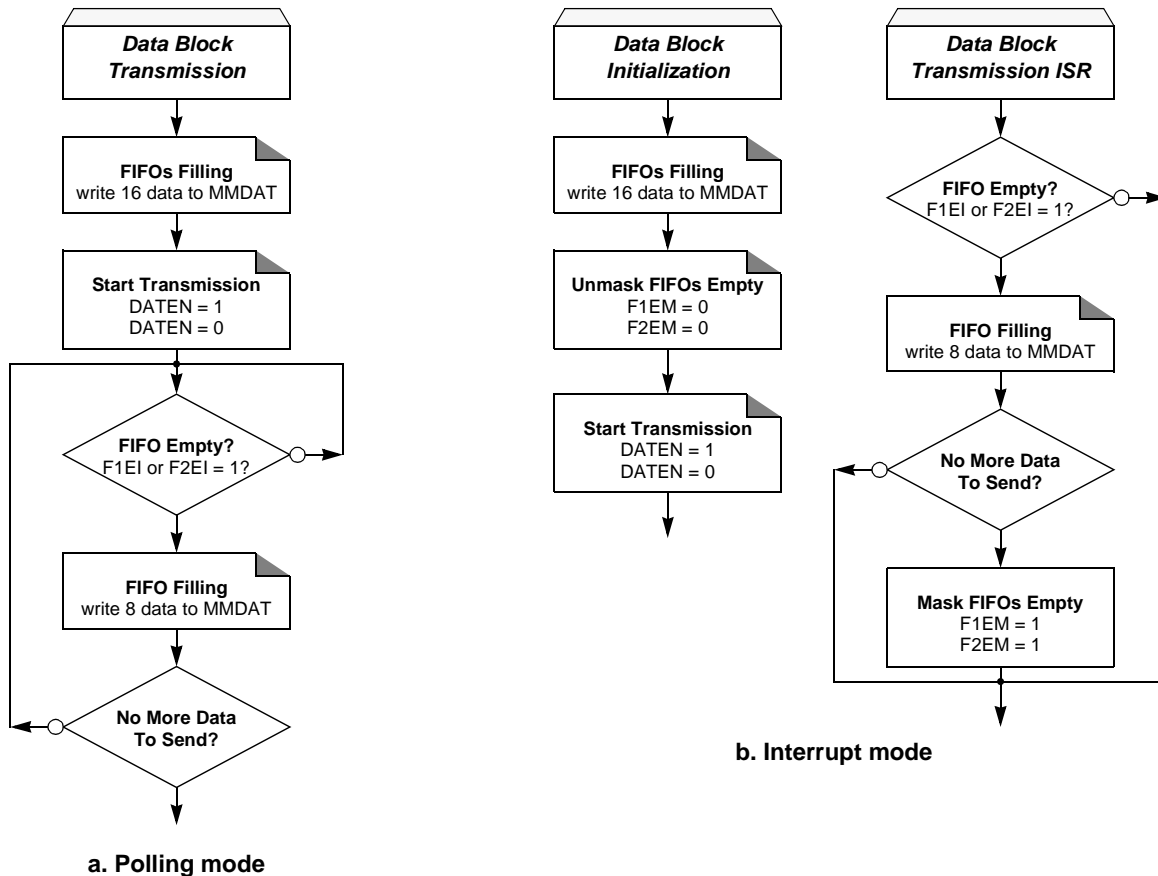 Data Block
Transmission
FIFOs Filling
write 16 data to MMDAT
Start Transmission
DATEN = 1
DATEN = 0
FIFO Empty?
F1EI or F2EI = 1?
FIFO Filling
write 8 data to MMDAT
No More Data
To Send?
a. Polling mode
Data Block
Initialization
FIFOs Filling
write 16 data to MMDAT
Unmask FIFOs Empty
F1EM = 0
F2EM = 0
Start Transmission
DATEN = 1
DATEN = 0
Data Block
Transmission ISR
FIFO Empty?
F1EI or F2EI = 1?
FIFO Filling
write 8 data to MMDAT
No More Data
To Send?
Mask FIFOs Empty
F1EM = 1
F2EM = 1
b. Interrupt mode